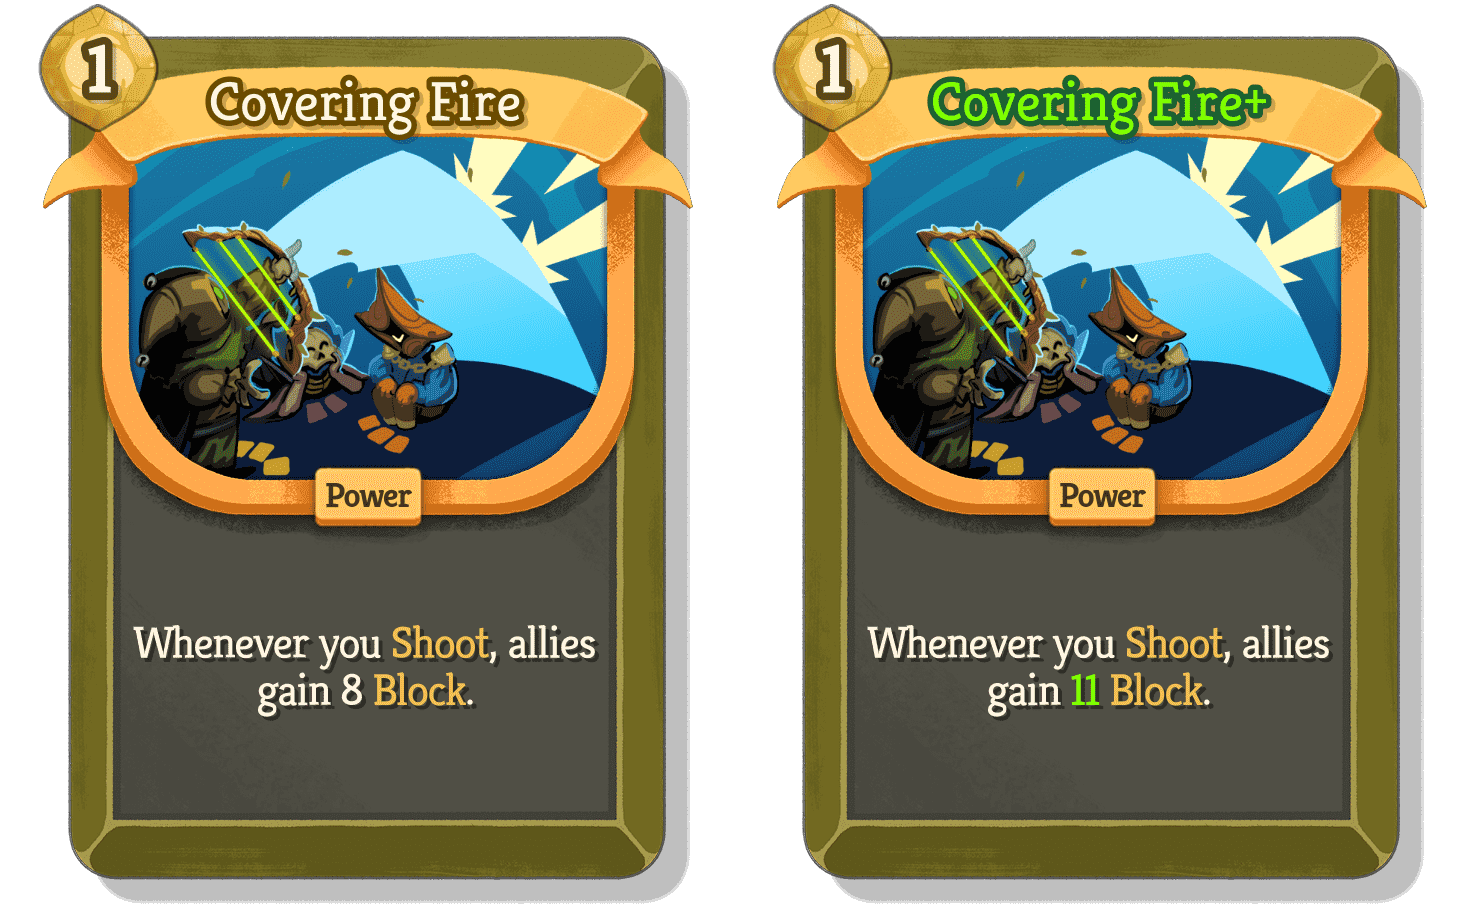 1
Covering Fire
Power
Whenever you Shoot, allies
gain 8 Block.
1
Covering Fire+
Power
Whenever you Shoot, allies
gain 11 Block.